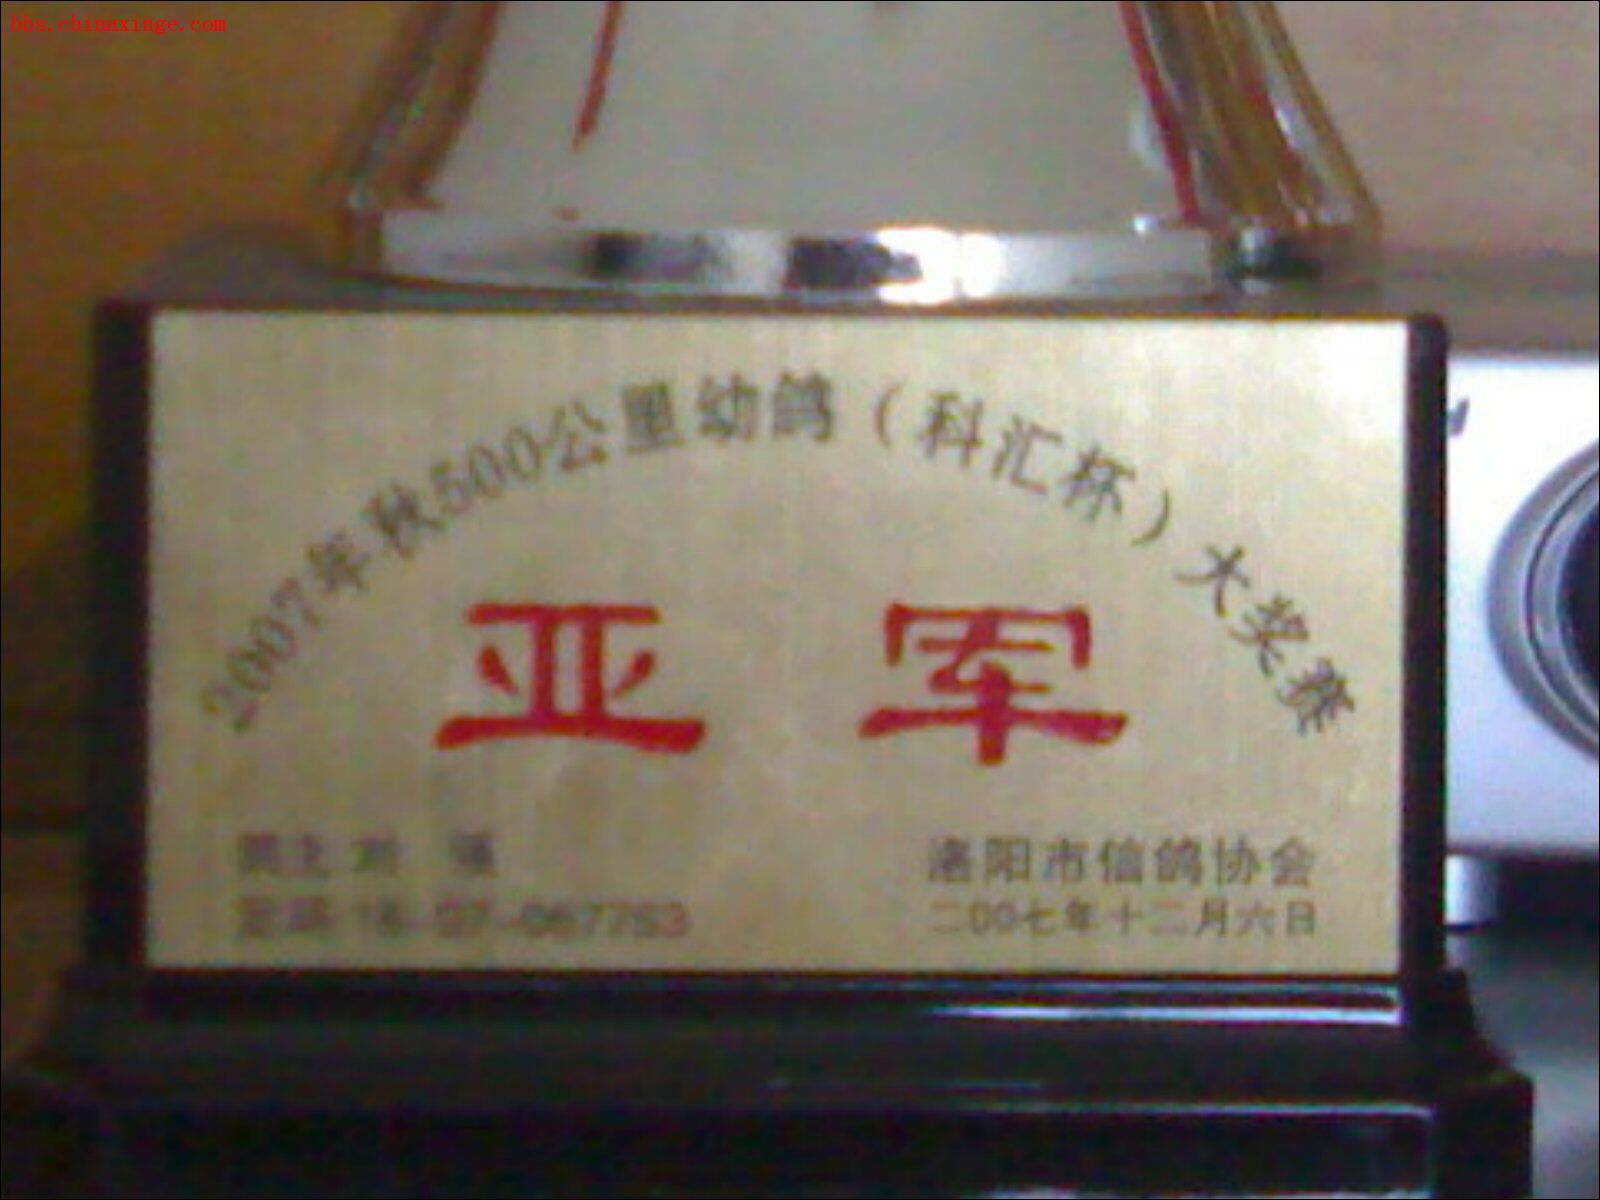 bbs.chinaxinge.com
2007年秋500公里幼鸽（科汇杯）大奖赛
亚军
洛阳市信鸽协会
二00七年十二月六日